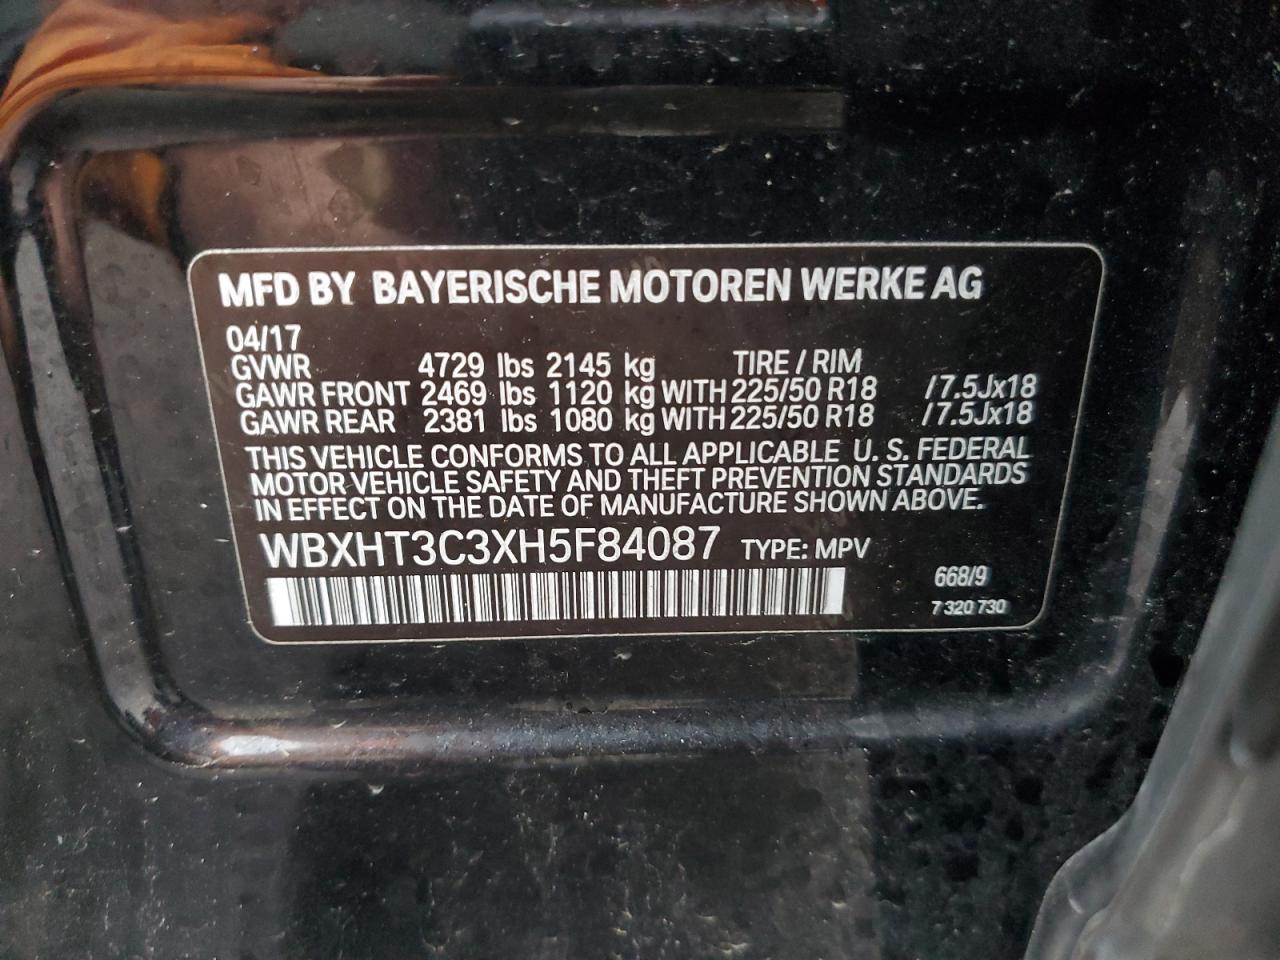 MFD BY BAYERISCHE MOTOREN WERKE AG
04/17
GVWR 4729 lbs 2145 kg TIRE / RIM
GAWR FRONT 2469 lbs 1120 kg WITH 225/50 R18 /7.5Jx18
GAWR REAR 2381 lbs 1080 kg WITH 225/50 R18 /7.5Jx18
THIS VEHICLE CONFORMS TO ALL APPLICABLE U. S. FEDERAL
MOTOR VEHICLE SAFETY AND THEFT PREVENTION STANDARDS
IN EFFECT ON THE DATE OF MANUFACTURE SHOWN ABOVE.
WBXHT3C3XH5F84087 TYPE: MPV
668/9
7 320 730